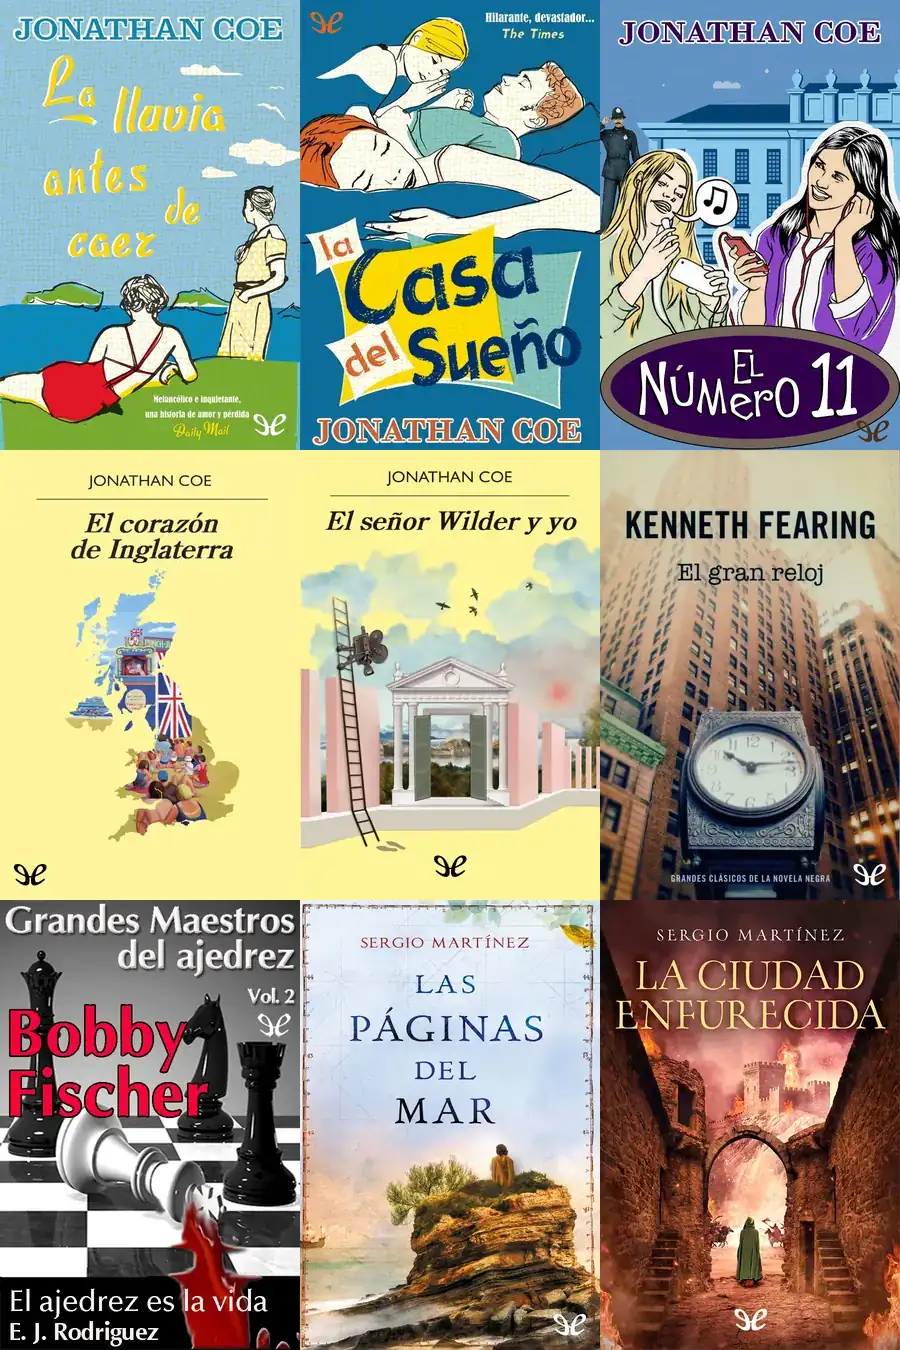 JONATHAN COE
La
lluvia
antes
de
caer
Melancólico e inquietante,
una historia de amor y pérdida
Daily Mail
Hilarante, devastador...
The Times
la
Casa
del
Sueño
JONATHAN COE
JONATHAN COE
EL
NÚMERO 11
JONATHAN COE
El corazón
de Inglaterra
JONATHAN COE
El señor Wilder y yo
KENNETH FEARING
El gran reloj
GRANDES CLÁSICOS DE LA NOVELA NEGRA
Grandes Maestros
del ajedrez
Vol. 2
Bobby
Fischer
El ajedrez es la vida
E. J. Rodriguez
SERGIO MARTÍNEZ
LAS
PÁGINAS
DEL
MAR
SERGIO MARTÍNEZ
LA CIUDAD
ENFURECIDA